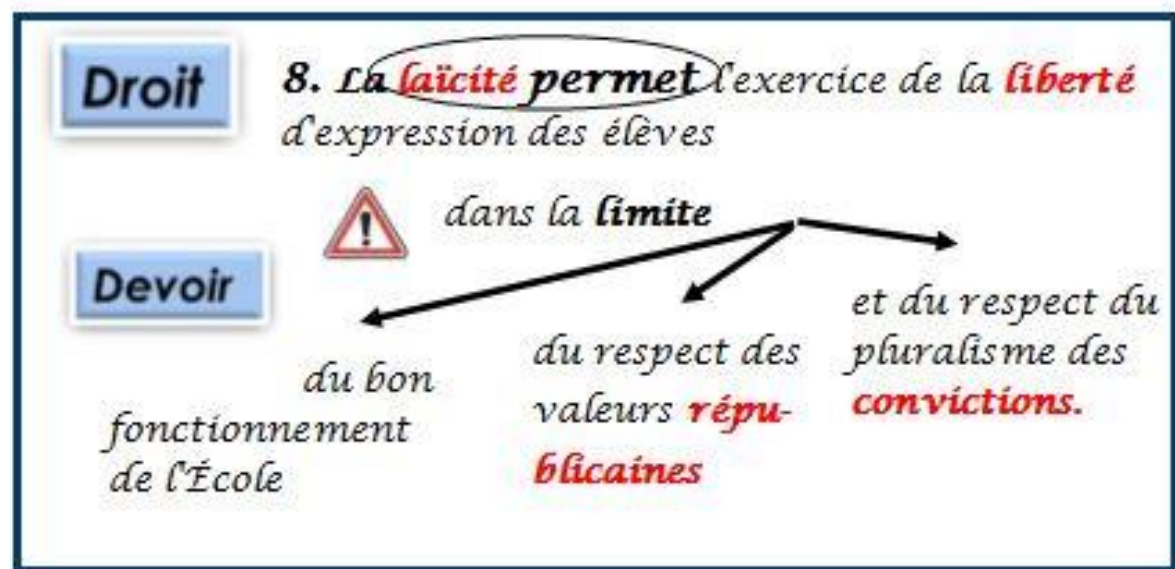 Droit
8. La laïcité permet l'exercice de la liberté
d'expression des élèves
! dans la limite
Devoir
du bon
fonctionnement
de l'École
du respect des
valeurs répu-
blicaines
et du respect du
pluralisme des
convictions.